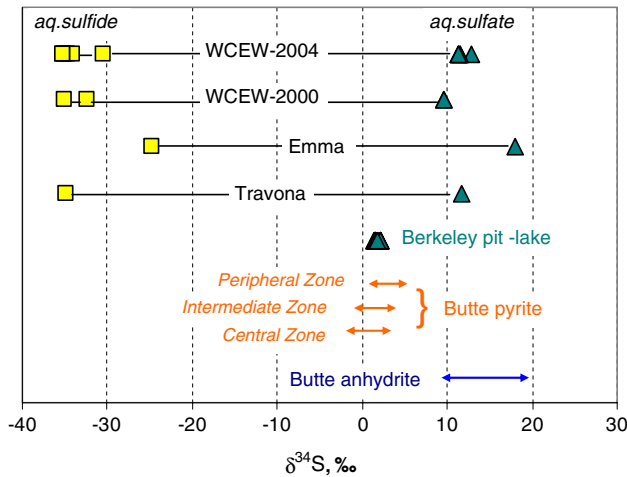 aq.sulfide aq.sulfate
WCEW-2004
WCEW-2000
Emma
Travona
Berkeley pit -lake
Peripheral Zone
Intermediate Zone } Butte pyrite
Central Zone
Butte anhydrite
-40 -30 -20 -10 0 10 20 30
δ³⁴S, ‰